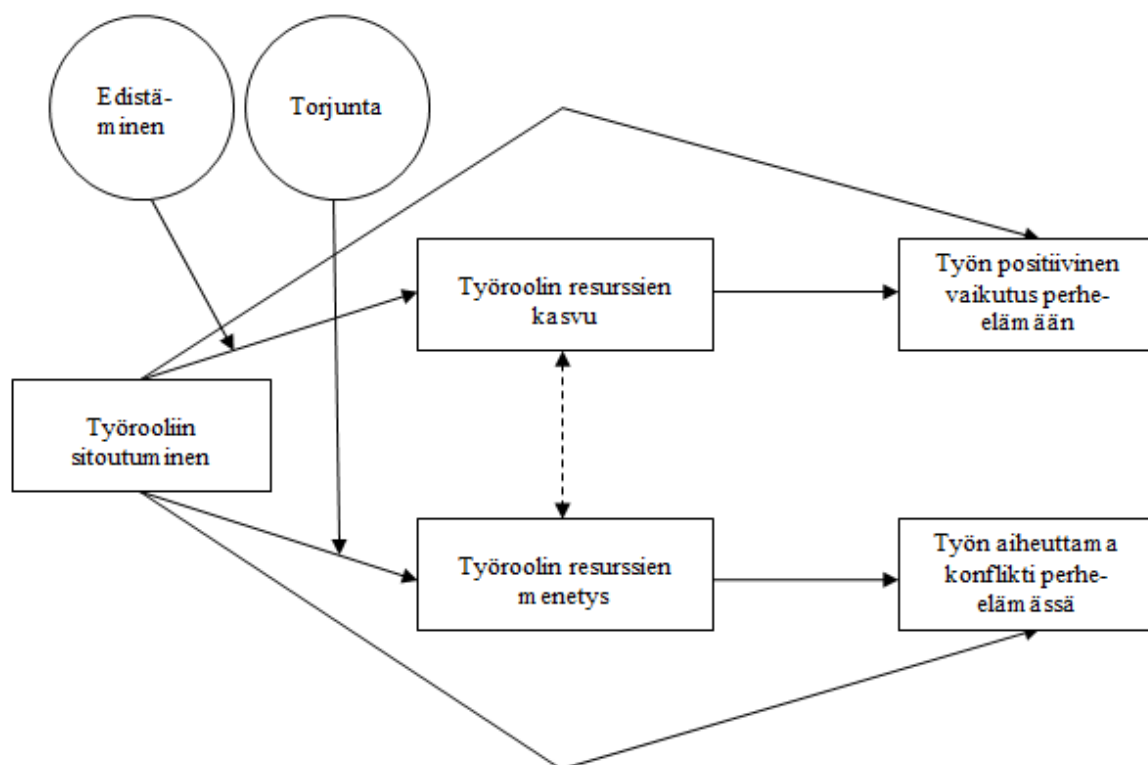 Edistä-
minen
Torjunta
Työroolin resurssien
kasvu
Työn positiivinen
vaikutus perhe-
elämään
Työrooliin
sitoutuminen
Työroolin resurssien
menetys
Työn aiheuttama
konflikti perhe-
elämässä